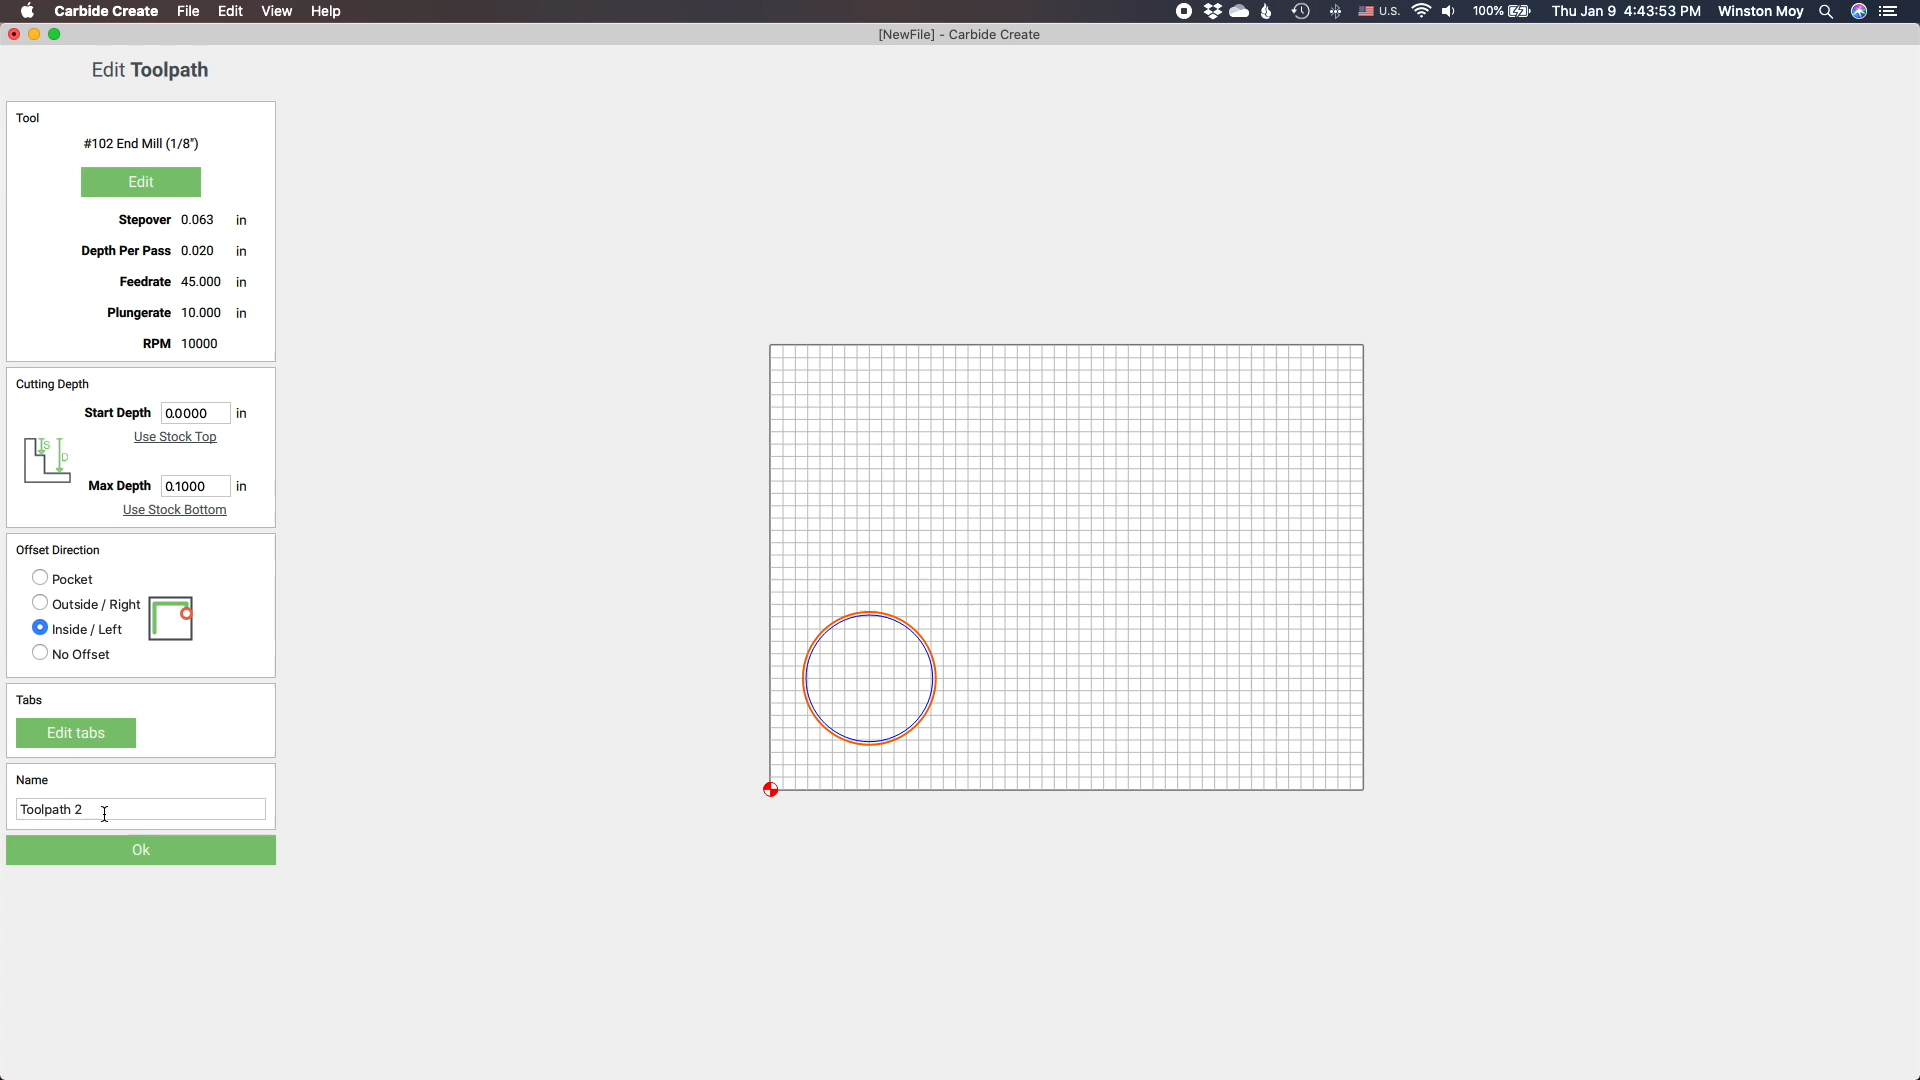 Carbide Create File Edit View Help
U.S. 100% Thu Jan 9 4:43:53 PM Winston Moy
[NewFile] - Carbide Create
Edit Toolpath
Tool
#102 End Mill (1/8")
Edit
Stepover 0.063 in
Depth Per Pass 0.020 in
Feedrate 45.000 in
Plungerate 10.000 in
RPM 10000
Cutting Depth
Start Depth 0.0000 in
Use Stock Top
S
D
Max Depth 0.1000 in
Use Stock Bottom
Offset Direction
Pocket
Outside / Right
Inside / Left
No Offset
Tabs
Edit tabs
Name
Toolpath 2
Ok